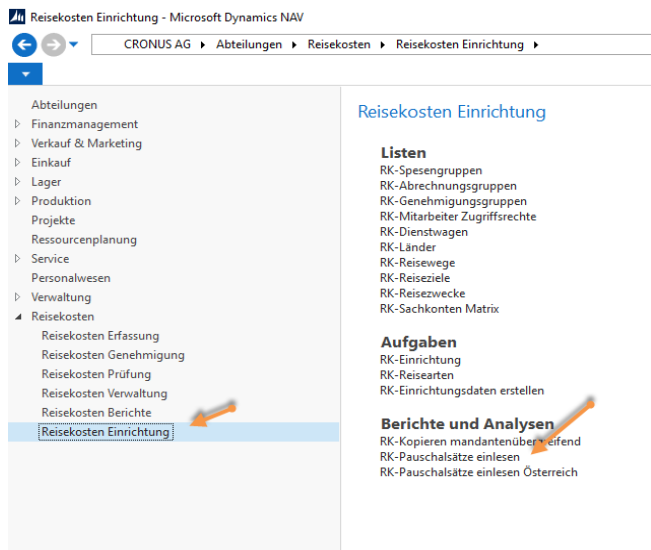 Reisekosten Einrichtung - Microsoft Dynamics NAV
CRONUS AG ▸ Abteilungen ▸ Reisekosten ▸ Reisekosten Einrichtung ▸
Abteilungen
Finanzmanagement
Verkauf & Marketing
Einkauf
Lager
Produktion
Projekte
Ressourcenplanung
Service
Personalwesen
Verwaltung
Reisekosten
Reisekosten Erfassung
Reisekosten Genehmigung
Reisekosten Prüfung
Reisekosten Verwaltung
Reisekosten Berichte
Reisekosten Einrichtung
Reisekosten Einrichtung
Listen
RK-Spesengruppen
RK-Abrechnungsgruppen
RK-Genehmigungsgruppen
RK-Mitarbeiter Zugriffsrechte
RK-Dienstwagen
RK-Länder
RK-Reisewege
RK-Reiseziele
RK-Reisezwecke
RK-Sachkonten Matrix
Aufgaben
RK-Einrichtung
RK-Reisearten
RK-Einrichtungsdaten erstellen
Berichte und Analysen
RK-Kopieren mandantenübergreifend
RK-Pauschalsätze einlesen
RK-Pauschalsätze einlesen Österreich